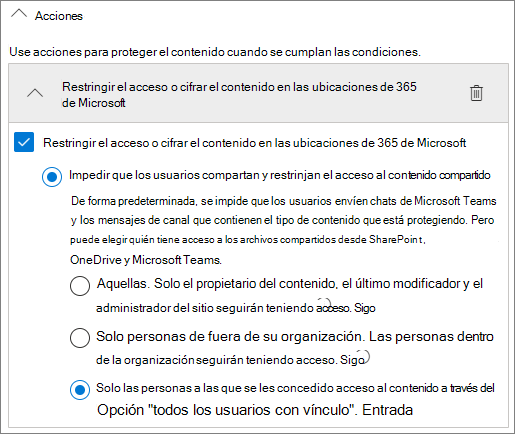 Acciones
Use acciones para proteger el contenido cuando se cumplan las condiciones.
Restringir el acceso o cifrar el contenido en las ubicaciones de 365
de Microsoft
Restringir el acceso o cifrar el contenido en las ubicaciones de 365 de Microsoft
Impedir que los usuarios compartan y restrinjan el acceso al contenido compartido
De forma predeterminada, se impide que los usuarios envíen chats de Microsoft Teams
y los mensajes de canal que contienen el tipo de contenido que está protegiendo. Pero
puede elegir quién tiene acceso a los archivos compartidos desde SharePoint,
OneDrive y Microsoft Teams.
Aquellas. Solo el propietario del contenido, el último modificador y el
administrador del sitio seguirán teniendo acceso. Sigo
Solo personas de fuera de su organización. Las personas dentro
de la organización seguirán teniendo acceso. Sigo
Solo las personas a las que se les concedido acceso al contenido a través del
Opción "todos los usuarios con vínculo". Entrada